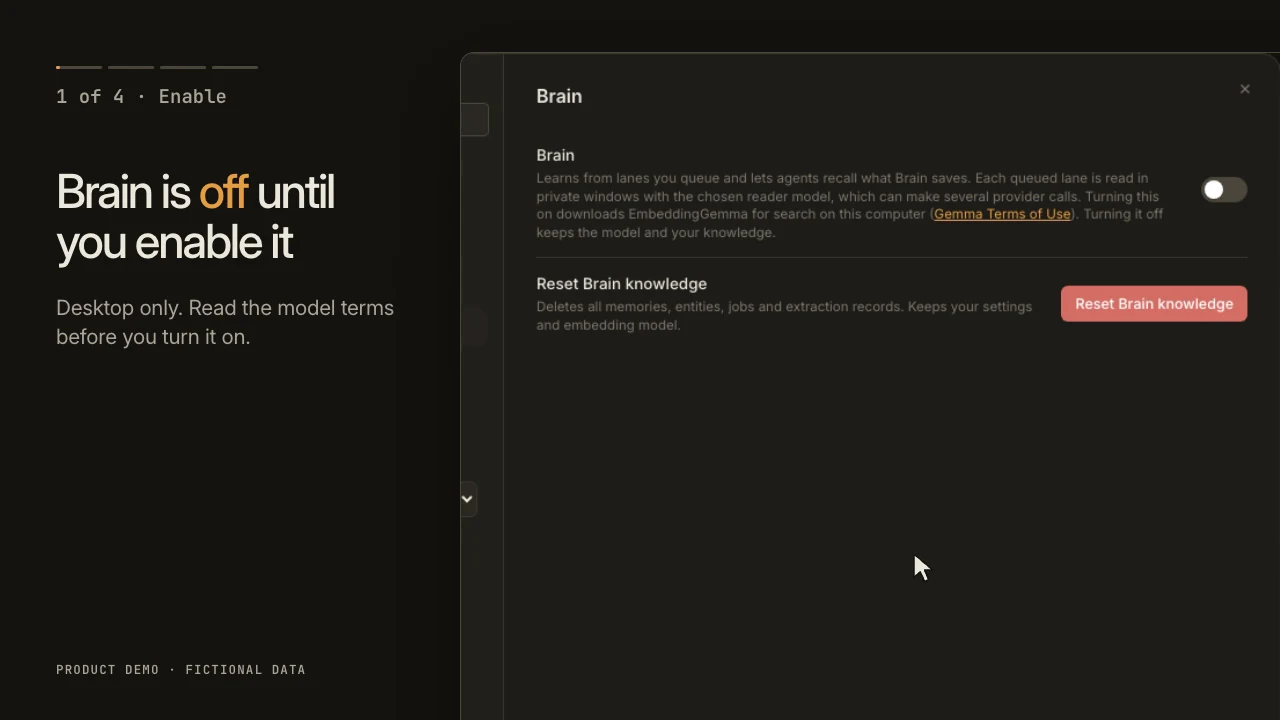 1 of 4 · Enable
Brain is off until
you enable it
Desktop only. Read the model terms
before you turn it on.
PRODUCT DEMO · FICTIONAL DATA
Brain
Brain
Learns from lanes you queue and lets agents recall what Brain saves. Each queued lane is read in
private windows with the chosen reader model, which can make several provider calls. Turning this
on downloads EmbeddingGemma for search on this computer (Gemma Terms of Use). Turning it off
keeps the model and your knowledge.
Reset Brain knowledge
Deletes all memories, entities, jobs and extraction records. Keeps your settings
and embedding model.
Reset Brain knowledge